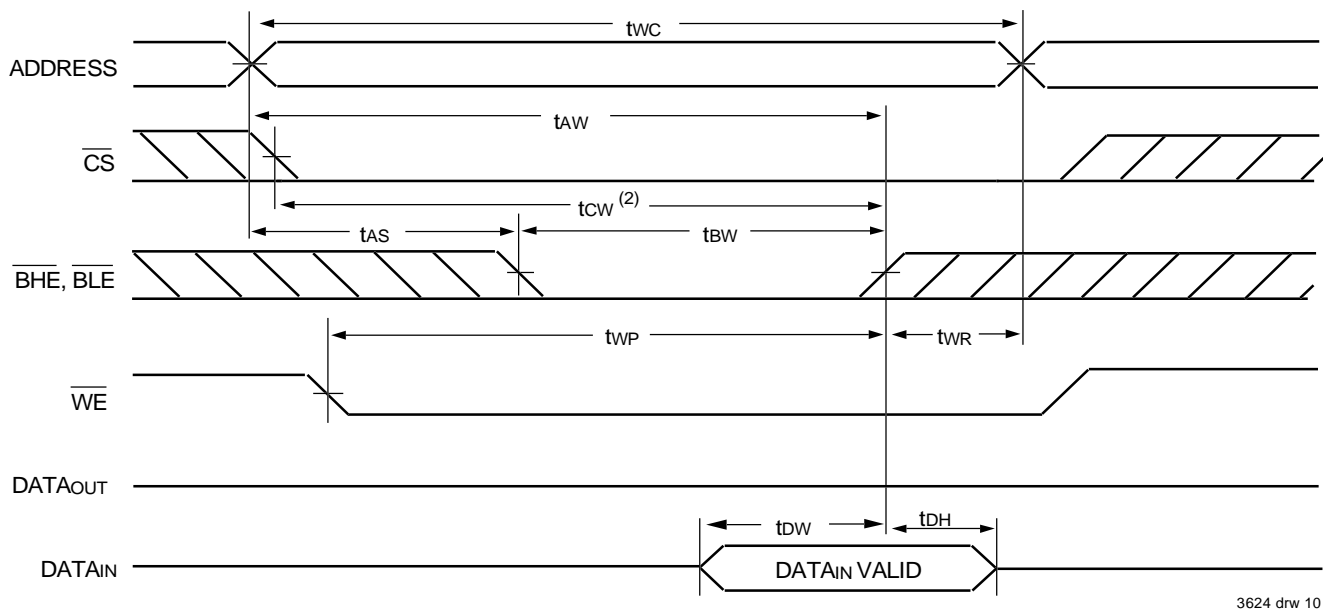 tWC
ADDRESS
tAW
CS
tCW (2)
tAS
tBW
BHE, BLE
tWP
tWR
WE
DATAOUT
tDW
tDH
DATAIN
DATAIN VALID
3624 drw 10